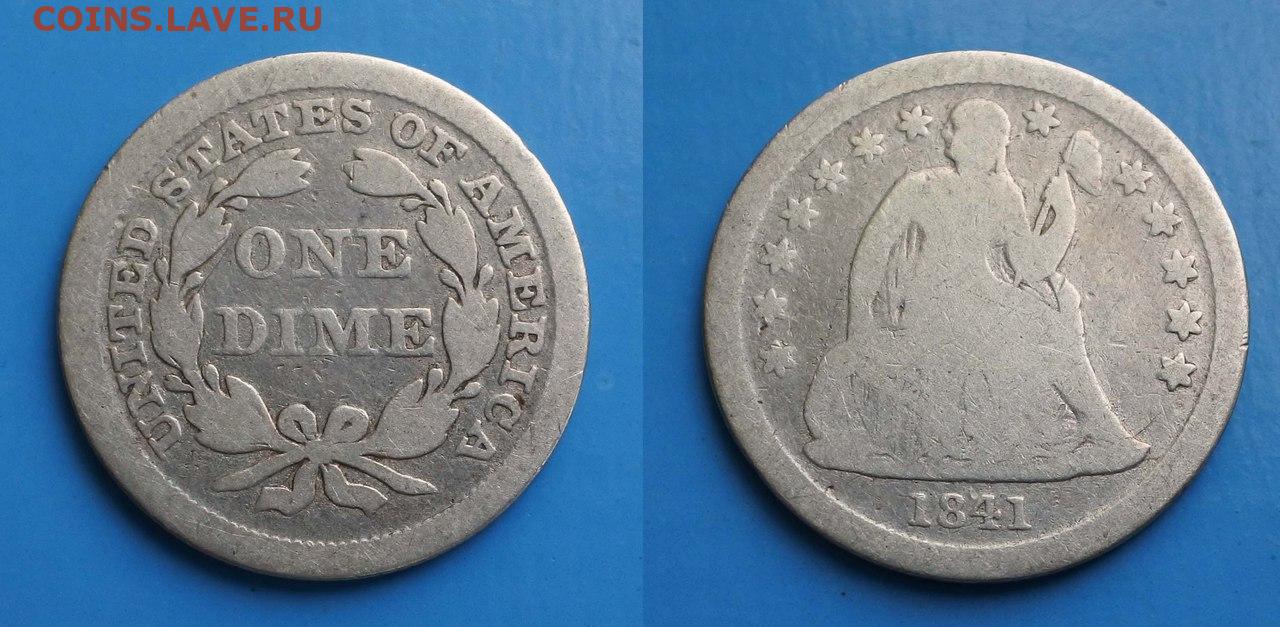 COINS.LAVE.RU
UNITED STATES OF AMERICA
ONE
DIME
1841